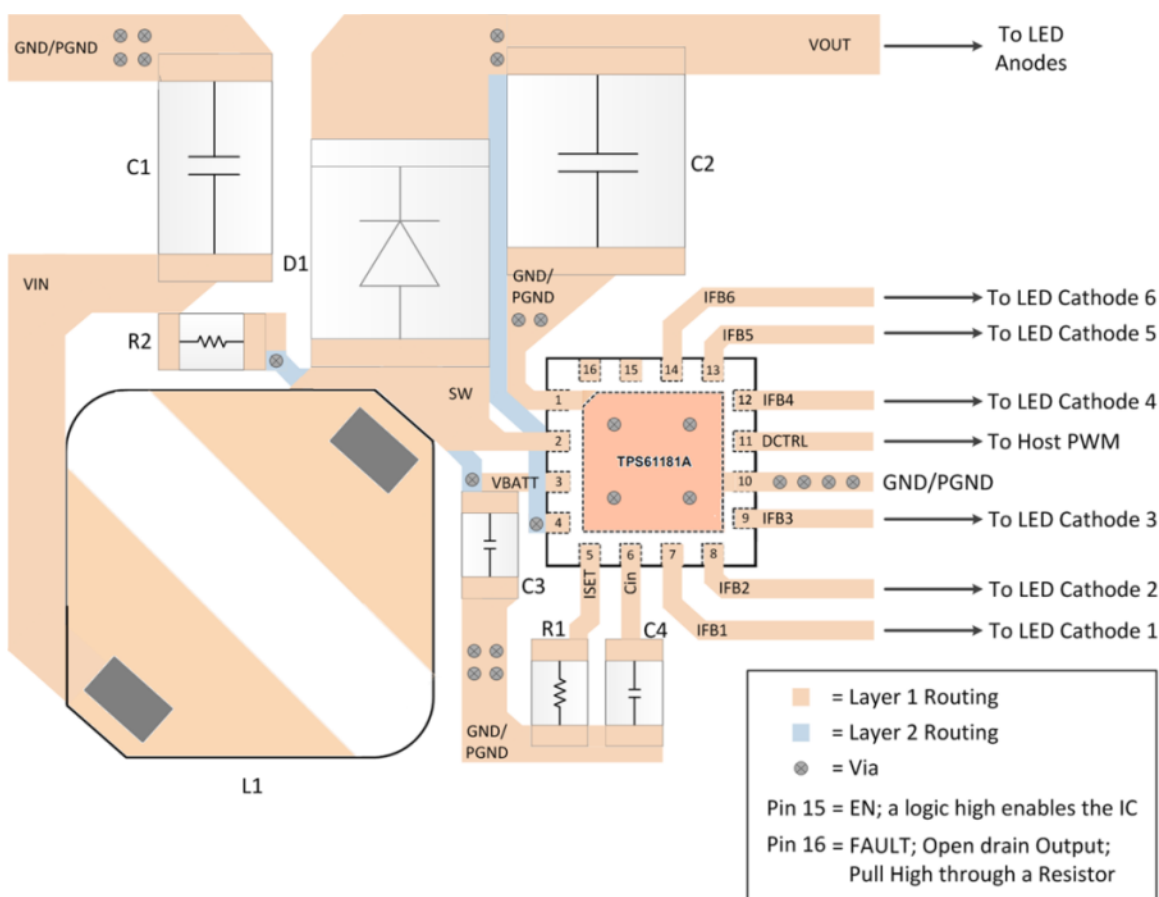 GND/PGND
VOUT
To LED
Anodes
C1
C2
D1
VIN
GND/
PGND
IFB6
To LED Cathode 6
R2
IFB5
To LED Cathode 5
16
15
14
13
SW
1
12
IFB4
To LED Cathode 4
2
11
DCTRL
To Host PWM
TPS61181A
VBATT
3
10
GND/PGND
4
9
IFB3
To LED Cathode 3
5
6
7
8
ISET
Cin
C3
IFB2
To LED Cathode 2
R1
C4
IFB1
To LED Cathode 1
GND/
PGND
L1
= Layer 1 Routing
= Layer 2 Routing
= Via
Pin 15 = EN; a logic high enables the IC
Pin 16 = FAULT; Open drain Output;
Pull High through a Resistor